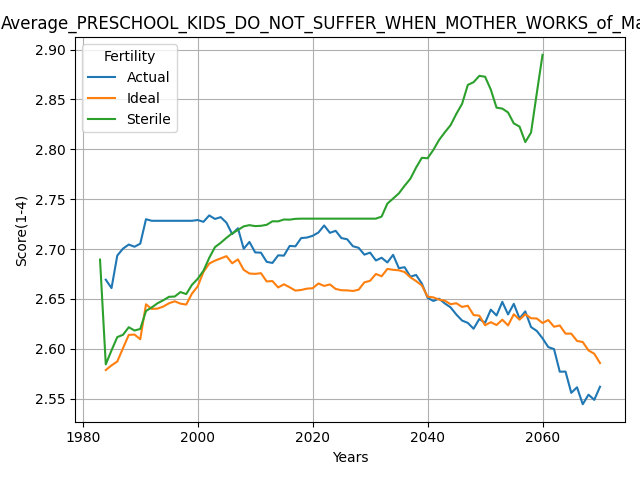 Average_PRESCHOOL_KIDS_DO_NOT_SUFFER_WHEN_MOTHER_WORKS_of_Ma
Fertility
Actual
Ideal
Sterile
Score(1-4)
2.90
2.85
2.80
2.75
2.70
2.65
2.60
2.55
1980 2000 2020 2040 2060
Years